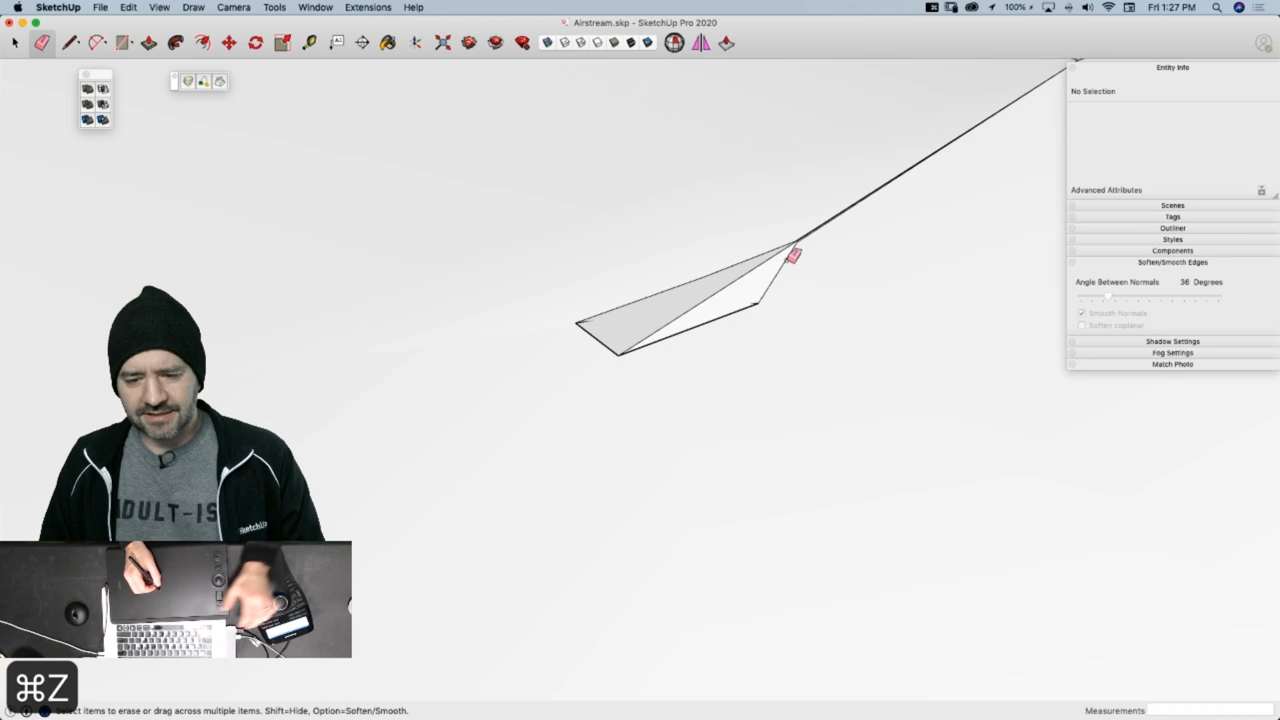 SketchUp File Edit View Draw Camera Tools Window Extensions Help
100% Fri 1:27 PM
Airstream.skp - SketchUp Pro 2020
Entity Info
No Selection
Advanced Attributes
Scenes
Tags
Outliner
Styles
Components
Soften/Smooth Edges
Angle Between Normals 36 Degrees
Smooth Normals
Soften coplanar
Shadow Settings
Fog Settings
Match Photo
DULT-IS
SketchUp
⌘Z
Select items to erase or drag across multiple items. Shift=Hide, Option=Soften/Smooth.
Measurements